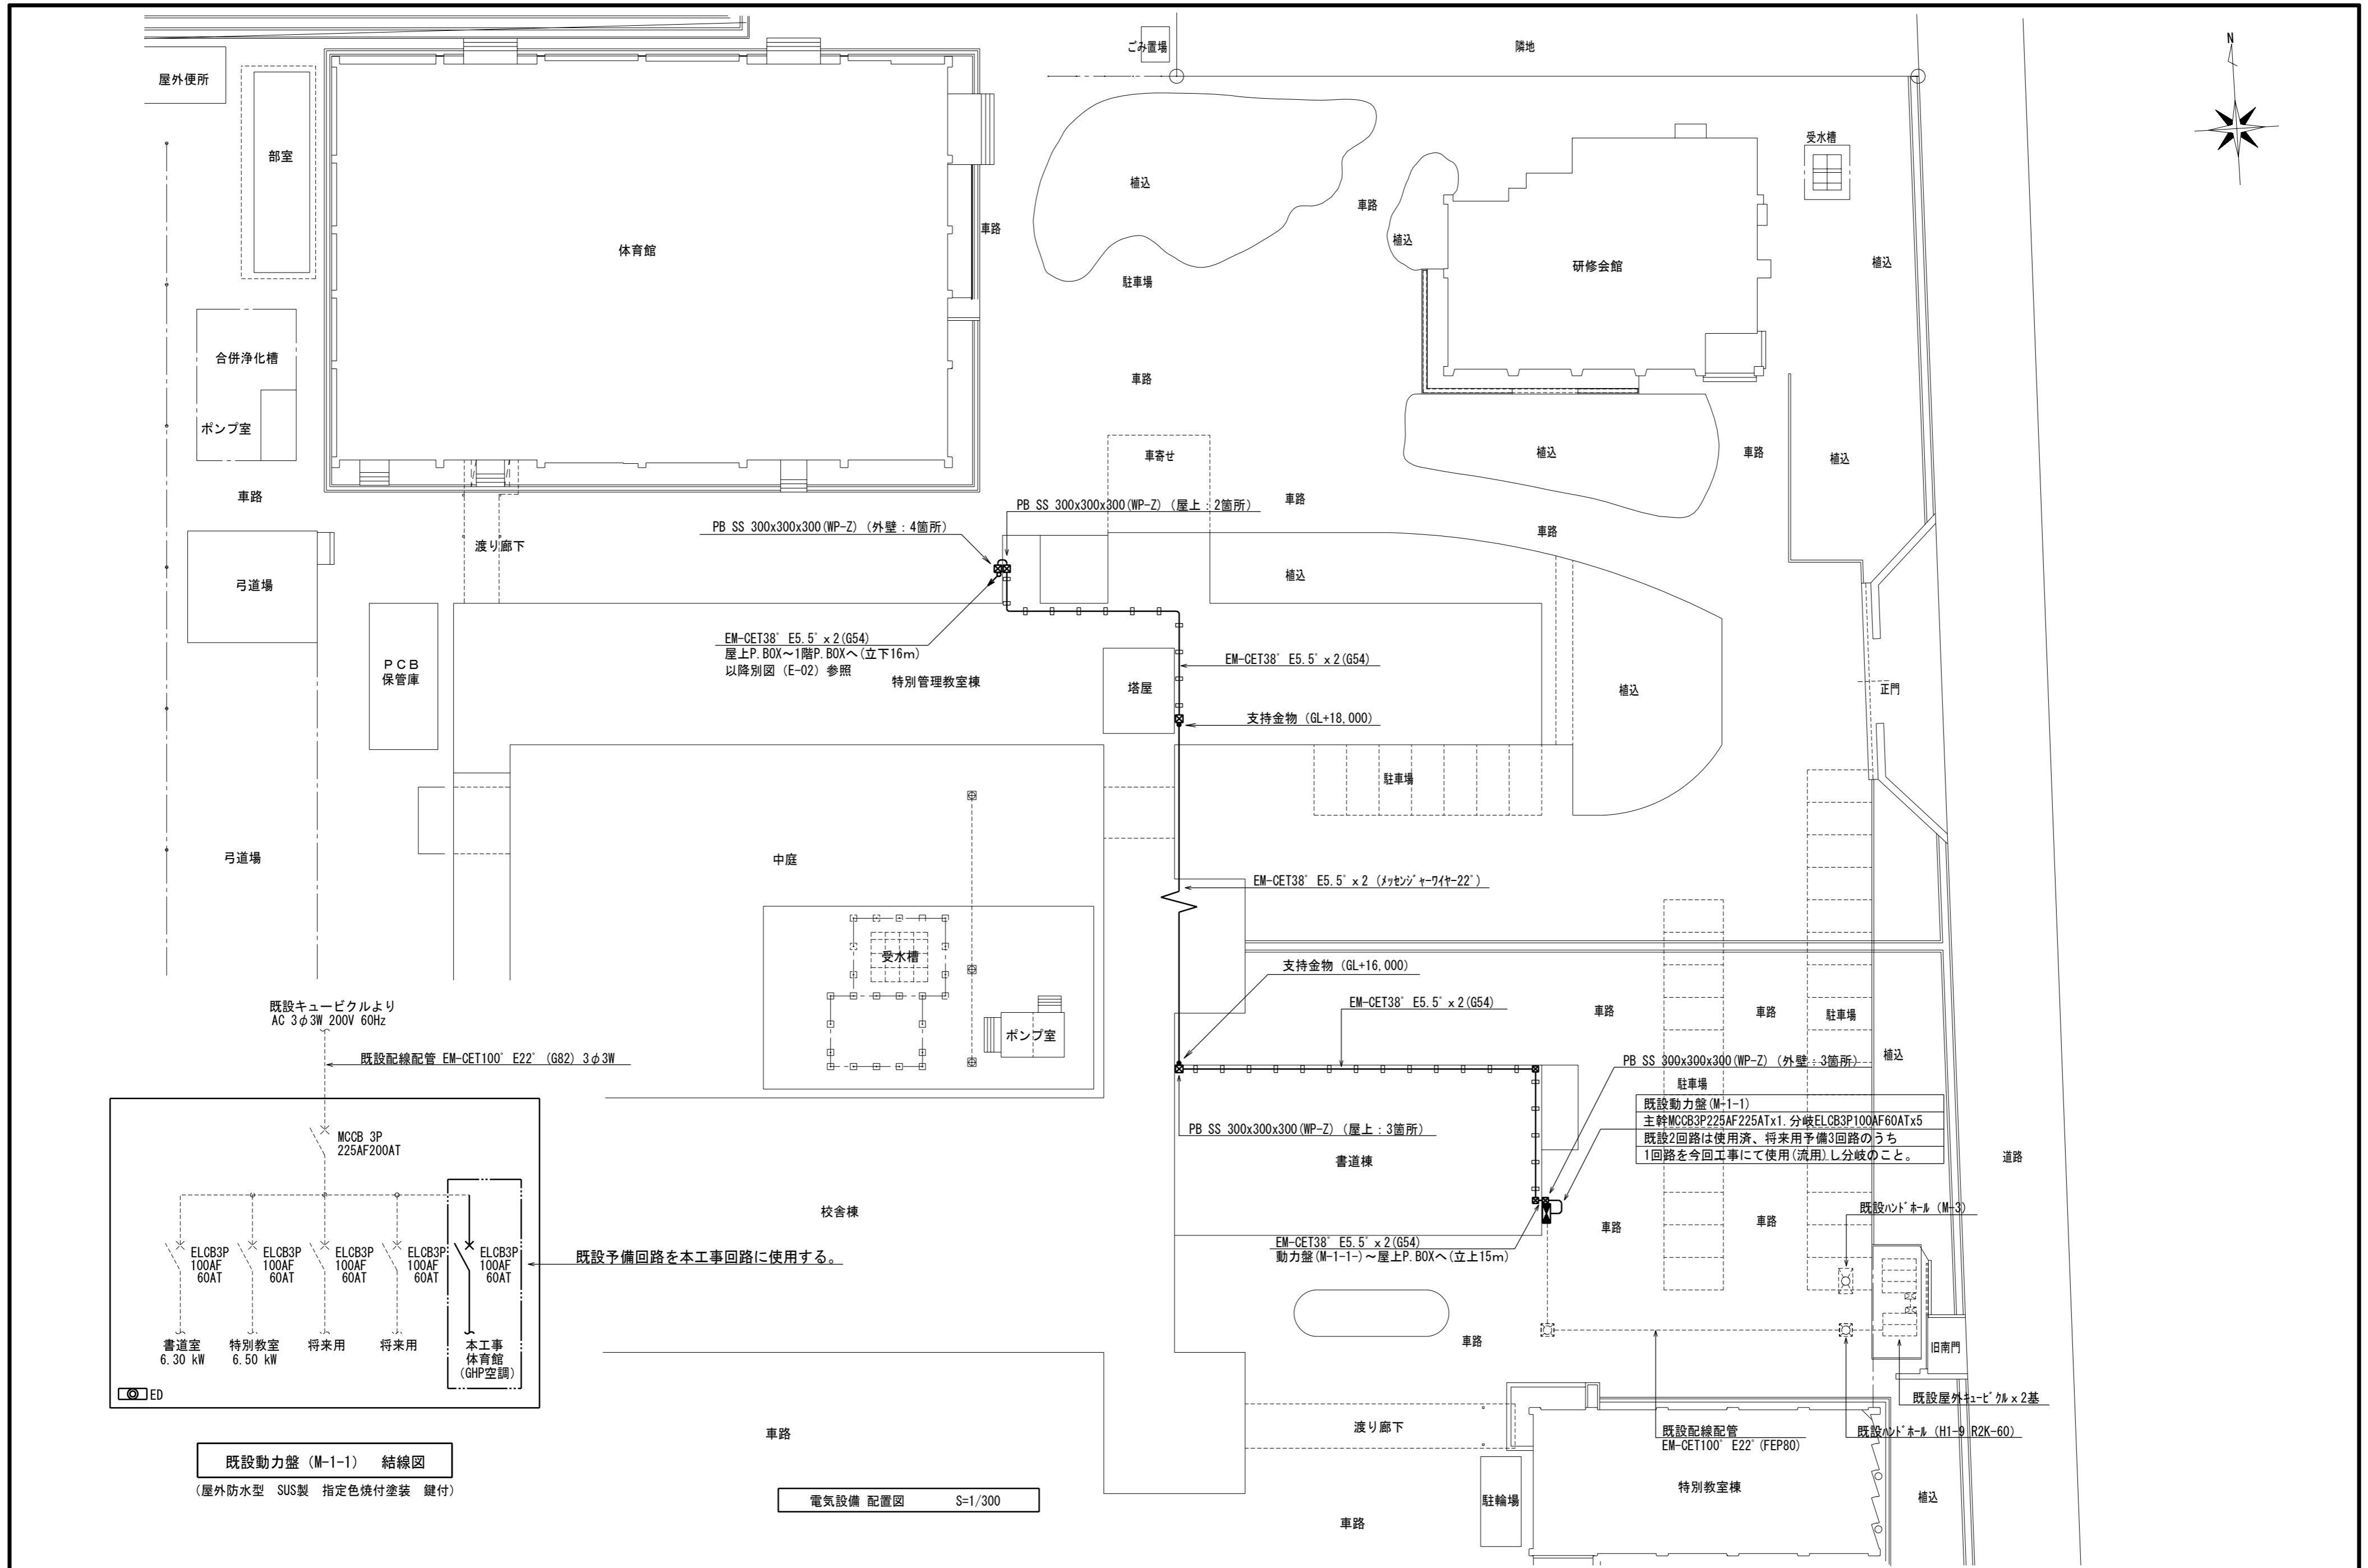 ごみ置場
隣地
N
屋外便所
部室
受水槽
植込
車路
車路
植込
体育館
研修会館
植込
駐車場
合併浄化槽
車路
ポンプ室
植込
車路
植込
車寄せ
車路
車路
PB SS 300x300x300(WP-Z) (屋上:2箇所)
PB SS 300x300x300(WP-Z) (外壁:4箇所)
渡り廊下
車路
弓道場
植込
EM-CET38゜ E5.5゜x2(G54)
屋上P.BOX～1階P.BOXへ(立下16m)
以降別図 (E-02) 参照
PCB
保管庫
特別管理教室棟
塔屋
EM-CET38゜ E5.5゜x2(G54)
植込
正門
支持金物 (GL+18,000)
駐車場
弓道場
中庭
EM-CET38゜ E5.5゜x2 (メッセンジャーワイヤー22゜)
受水槽
支持金物 (GL+16,000)
既設キュービクルより
AC 3φ3W 200V 60Hz
EM-CET38゜ E5.5゜x2(G54)
車路
車路
駐車場
ポンプ室
既設配線配管 EM-CET100゜ E22゜ (G82) 3φ3W
PB SS 300x300x300(WP-Z) (外壁:3箇所)
植込
駐車場
既設動力盤(M-1-1)
主幹MCCB3P225AF225ATx1.分岐ELCB3P100AF60ATx5
既設2回路は使用済、将来用予備3回路のうち
1回路を今回工事にて使用(流用)し分岐のこと。
MCCB 3P
225AF200AT
PB SS 300x300x300(WP-Z) (屋上:3箇所)
書道棟
道路
校舎棟
既設ハンドホール (M-3)
車路
車路
ELCB3P
100AF
60AT
ELCB3P
100AF
60AT
ELCB3P
100AF
60AT
ELCB3P
100AF
60AT
ELCB3P
100AF
60AT
既設予備回路を本工事回路に使用する。
EM-CET38゜ E5.5゜x2(G54)
動力盤(M-1-1-)～屋上P.BOXへ(立上15m)
書道室
6.30 kW
特別教室
6.50 kW
将来用
将来用
本工事
体育館
(GHP空調)
車路
旧南門
ED
既設屋外キュービクルx2基
車路
渡り廊下
既設配線配管
EM-CET100゜ E22゜(FEP80)
既設ハンドホール (H1-9 R2K-60)
既設動力盤 (M-1-1) 結線図
(屋外防水型 SUS製 指定色焼付塗装 鍵付)
電気設備 配置図 S=1/300
特別教室棟
駐輪場
植込
車路